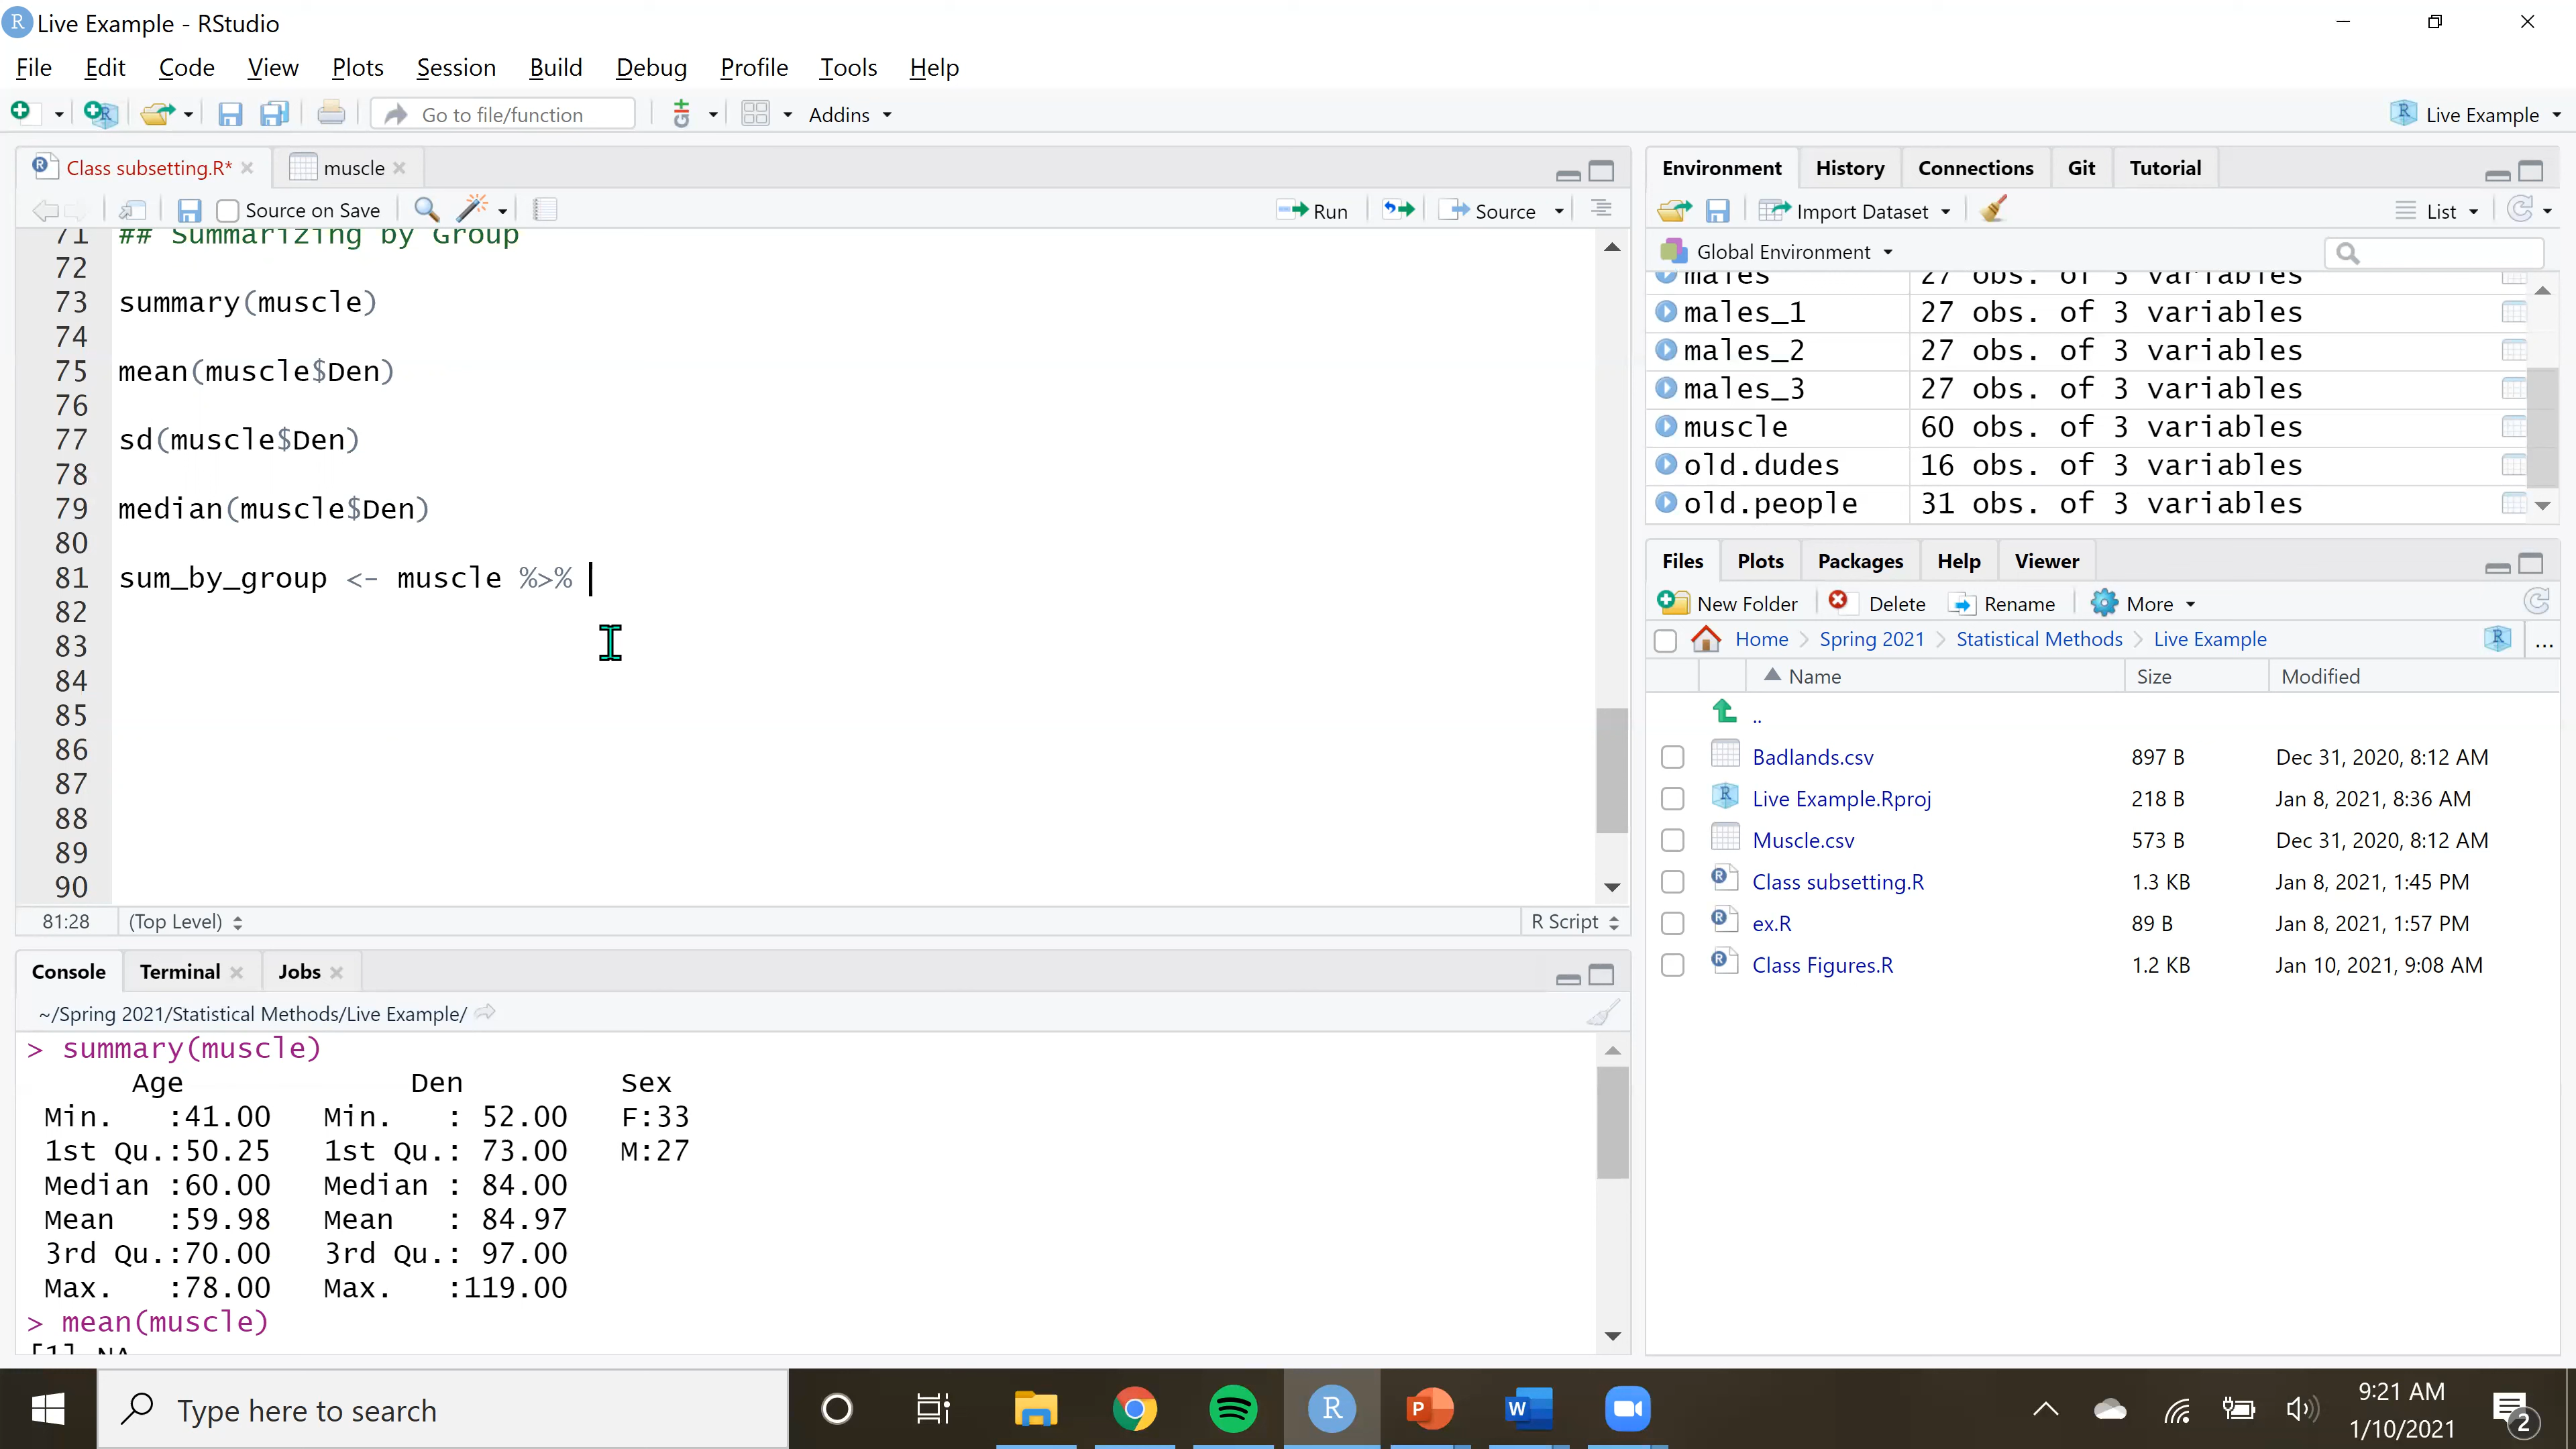 Live Example - RStudio
File Edit Code View Plots Session Build Debug Profile Tools Help
Go to file/function Addins Live Example
Class subsetting.R* muscle
Source on Save Run Source
71 ## Summarizing by Group
72
73 summary(muscle)
74
75 mean(muscle$Den)
76
77 sd(muscle$Den)
78
79 median(muscle$Den)
80
81 sum_by_group <- muscle %>%
82
83
84
85
86
87
88
89
90
81:28 (Top Level) R Script
Console Terminal Jobs
~/Spring 2021/Statistical Methods/Live Example/
> summary(muscle)
Age Den Sex
Min. :41.00 Min. : 52.00 F:33
1st Qu.:50.25 1st Qu.: 73.00 M:27
Median :60.00 Median : 84.00
Mean :59.98 Mean : 84.97
3rd Qu.:70.00 3rd Qu.: 97.00
Max. :78.00 Max. :119.00
> mean(muscle)
[1] NA
Environment History Connections Git Tutorial
Import Dataset List
Global Environment
males 27 obs. of 3 variables
males_1 27 obs. of 3 variables
males_2 27 obs. of 3 variables
males_3 27 obs. of 3 variables
muscle 60 obs. of 3 variables
old.dudes 16 obs. of 3 variables
old.people 31 obs. of 3 variables
Files Plots Packages Help Viewer
New Folder Delete Rename More
Home Spring 2021 Statistical Methods Live Example ...
Name Size Modified
..
Badlands.csv 897 B Dec 31, 2020, 8:12 AM
Live Example.Rproj 218 B Jan 8, 2021, 8:36 AM
Muscle.csv 573 B Dec 31, 2020, 8:12 AM
Class subsetting.R 1.3 KB Jan 8, 2021, 1:45 PM
ex.R 89 B Jan 8, 2021, 1:57 PM
Class Figures.R 1.2 KB Jan 10, 2021, 9:08 AM
Type here to search
9:21 AM
1/10/2021
2